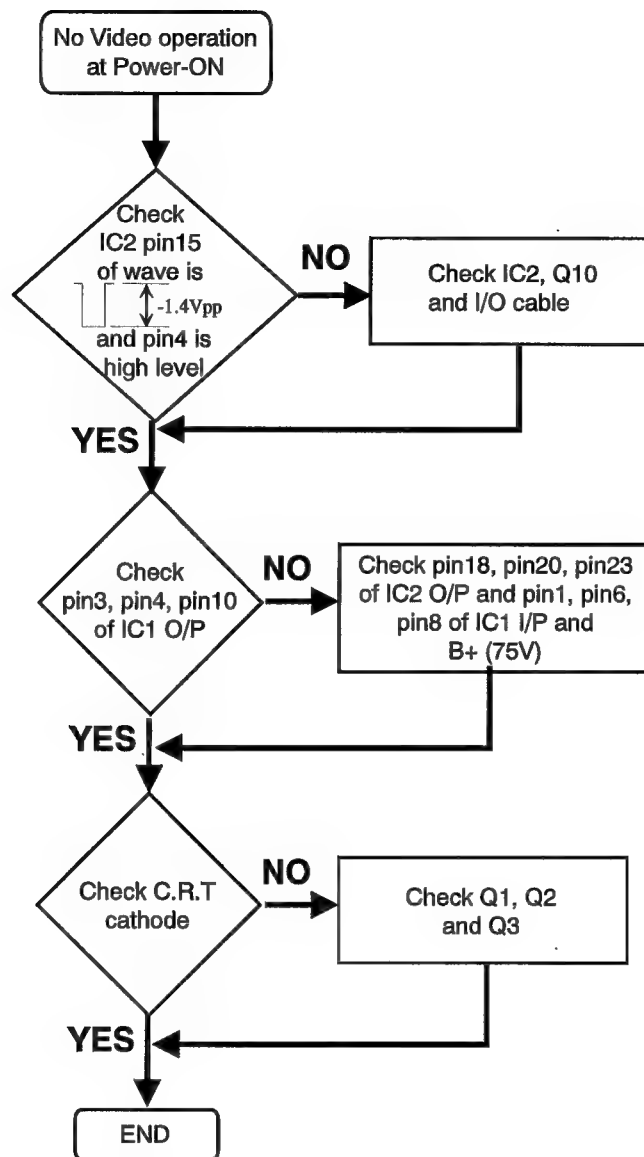 No Video operation
at Power-ON
Check
IC2 pin15
of wave is
-1.4Vpp
and pin4 is
high level
NO
Check IC2, Q10
and I/O cable
YES
Check
pin3, pin4, pin10
of IC1 O/P
NO
Check pin18, pin20, pin23
of IC2 O/P and pin1, pin6,
pin8 of IC1 I/P and
B+ (75V)
YES
Check C.R.T
cathode
NO
Check Q1, Q2
and Q3
YES
END